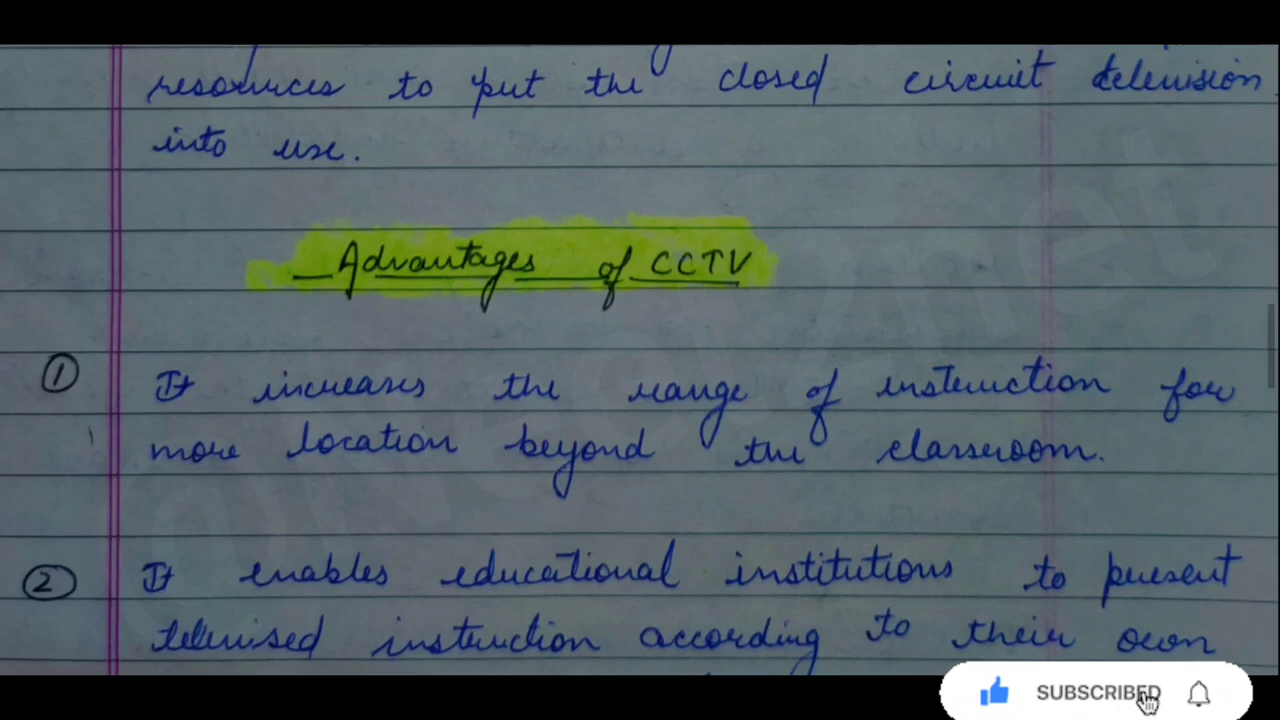 resources to put the closed circuit television
into use.
Advantages of CCTV
① It increases the range of instruction for
more location beyond the classroom.
② It enables educational institutions to present
televised instruction according to their own
SUBSCRIBED